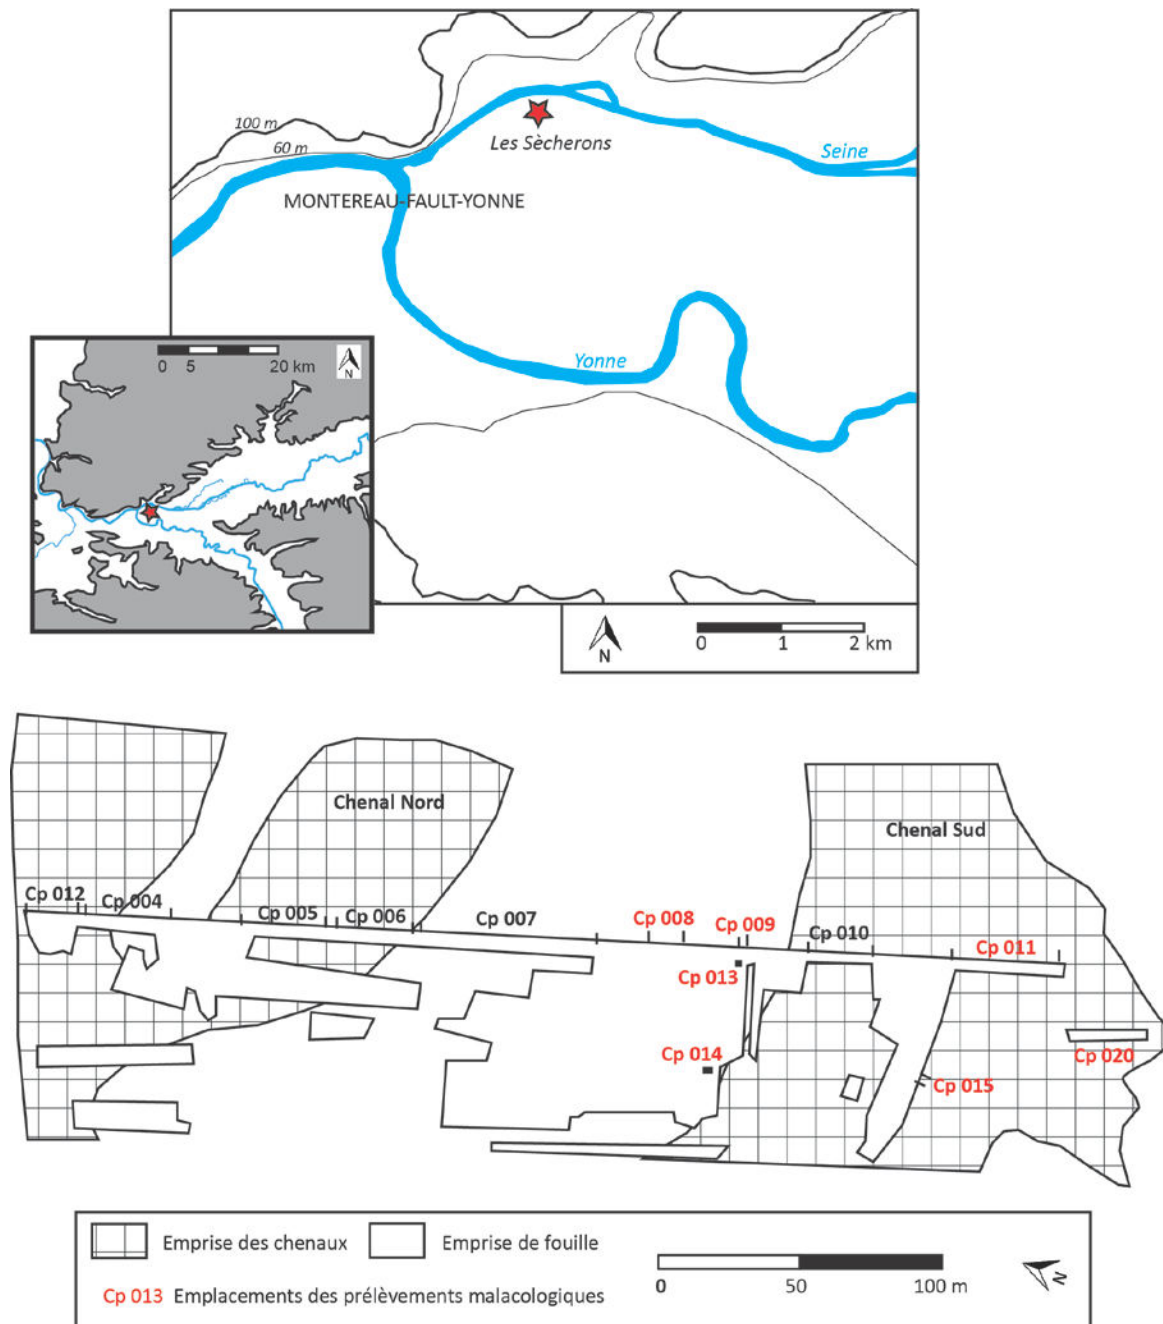 100 m
60 m
Les Sècherons
Seine
MONTEREAU-FAULT-YONNE
Yonne
0 5 20 km
N
N
0 1 2 km
Chenal Nord
Chenal Sud
Cp 012
Cp 004
Cp 005
Cp 006
Cp 007
Cp 008
Cp 009
Cp 010
Cp 011
Cp 013
Cp 014
Cp 015
Cp 020
Emprise des chenaux
Emprise de fouille
0 50 100 m
N
Cp 013 Emplacements des prélèvements malacologiques